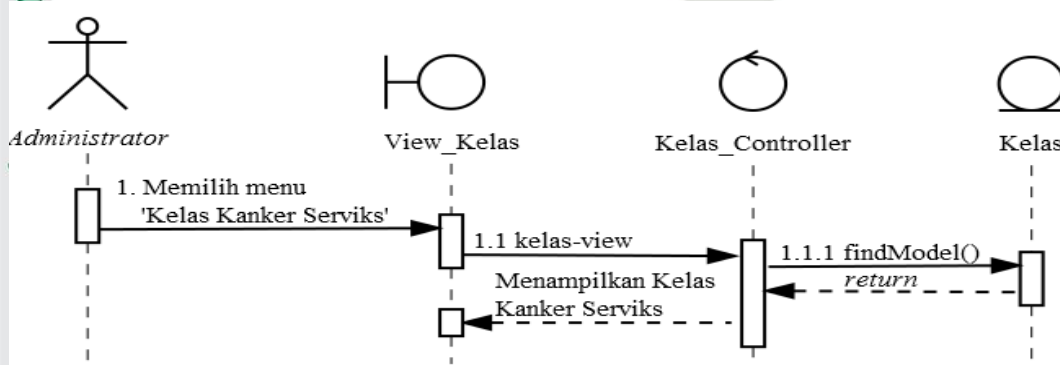 Administrator
View_Kelas
Kelas_Controller
Kelas
1. Memilih menu
'Kelas Kanker Serviks'
1.1 kelas-view
1.1.1 findModel()
return
Menampilkan Kelas
Kanker Serviks